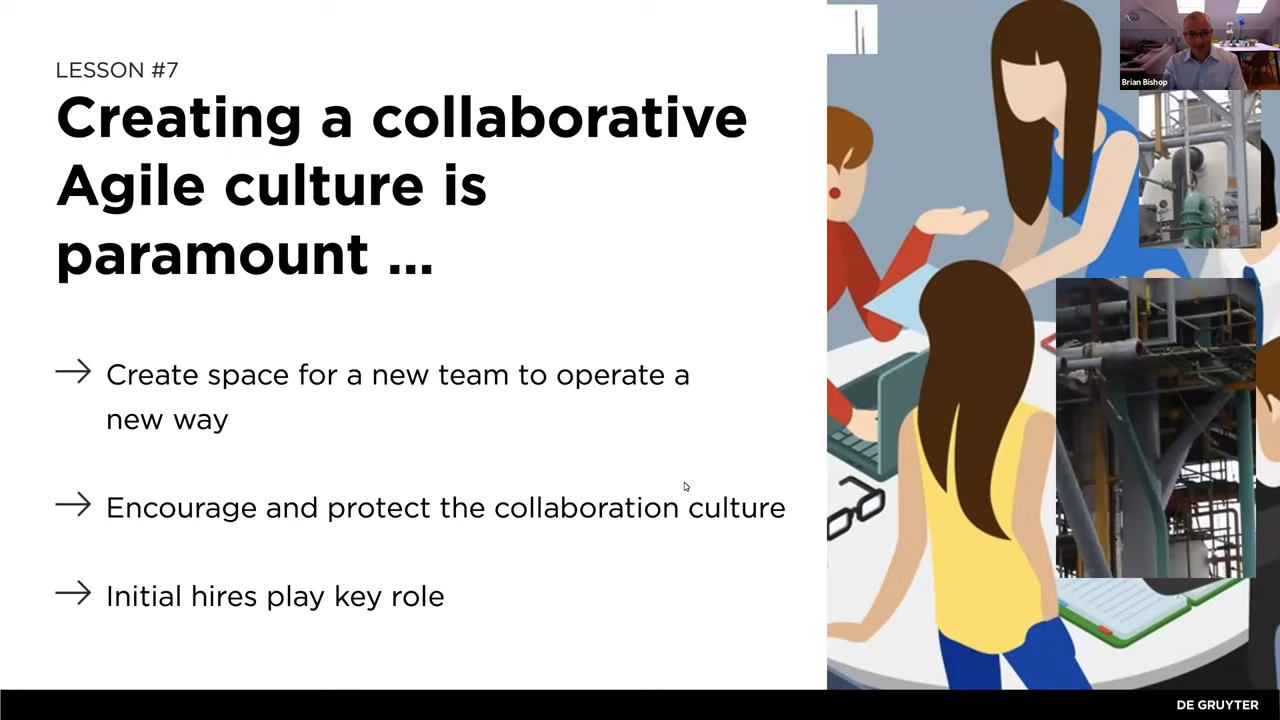 LESSON #7
Creating a collaborative
Agile culture is
paramount ...
Create space for a new team to operate a
new way
Encourage and protect the collaboration culture
Initial hires play key role
Brian Bishop
DE GRUYTER